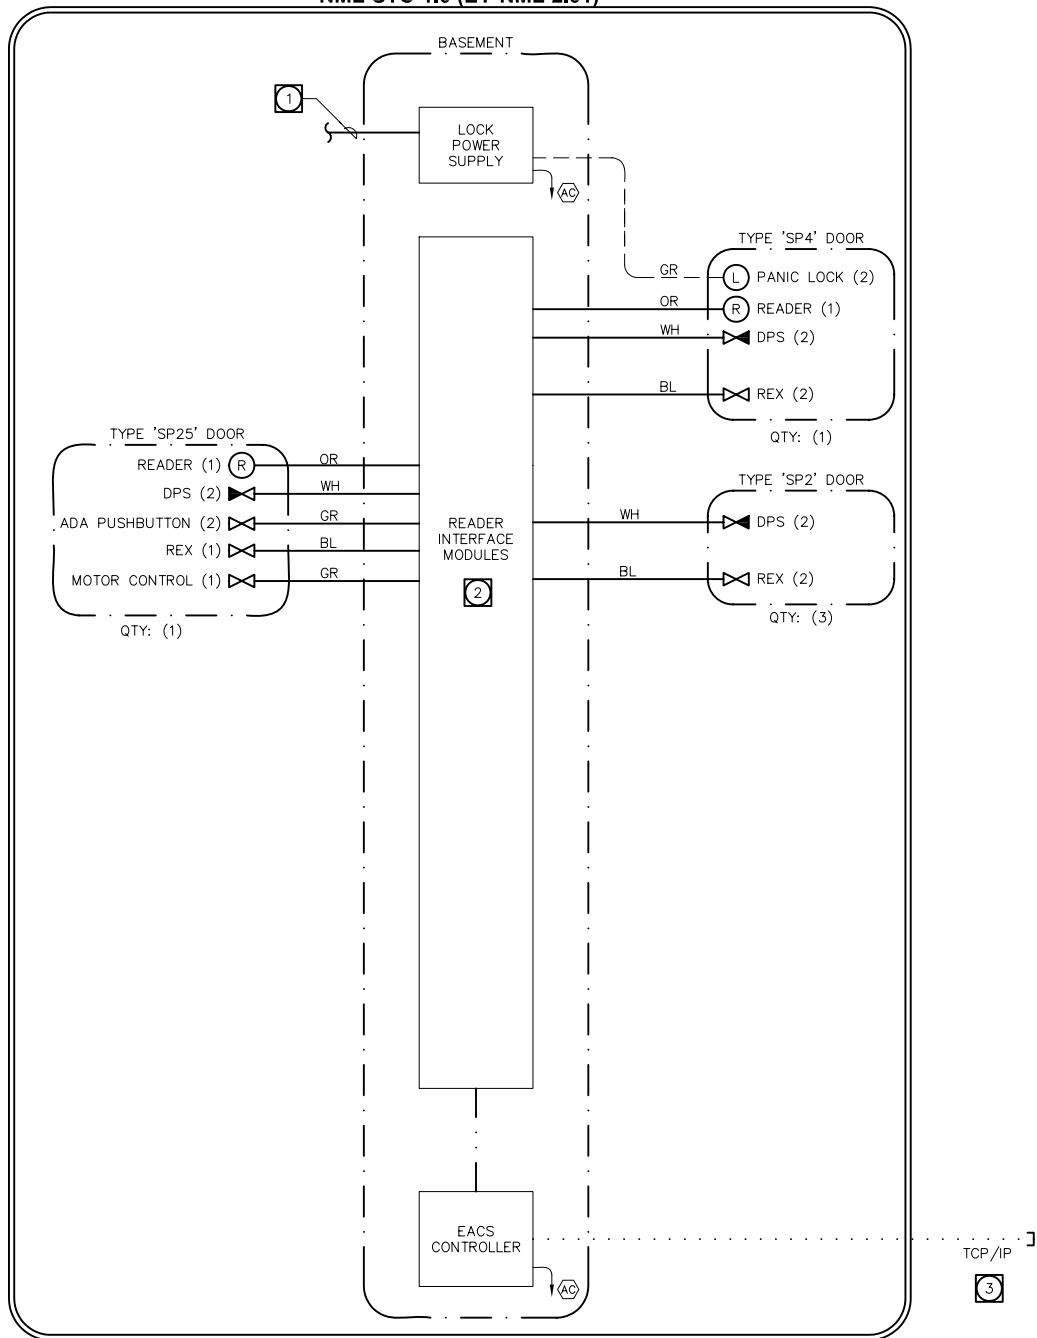 BASEMENT
1
LOCK
POWER
SUPPLY
AC
TYPE 'SP4' DOOR
GR
L
PANIC LOCK (2)
OR
R
READER (1)
WH
DPS (2)
BL
REX (2)
QTY: (1)
TYPE 'SP25' DOOR
READER (1)
R
OR
DPS (2)
WH
ADA PUSHBUTTON (2)
GR
REX (1)
BL
MOTOR CONTROL (1)
GR
QTY: (1)
READER
INTERFACE
MODULES
2
TYPE 'SP2' DOOR
WH
DPS (2)
BL
REX (2)
QTY: (3)
EACS
CONTROLLER
AC
TCP/IP
3